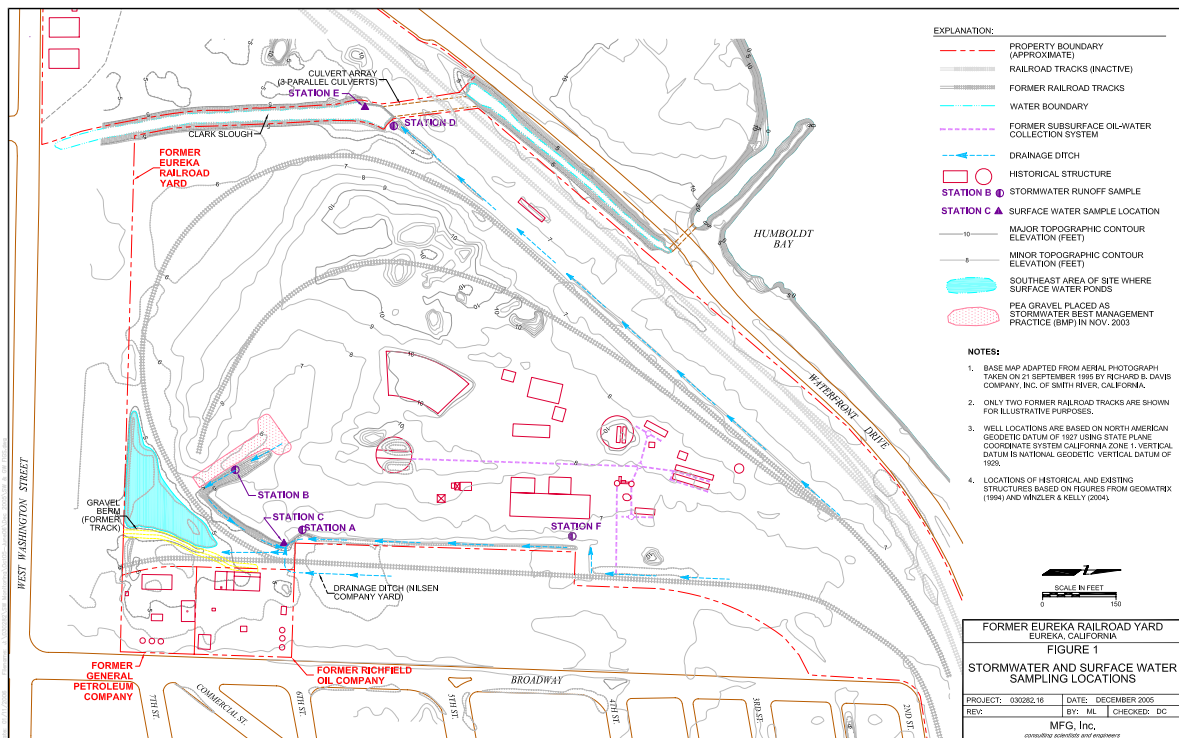 CULVERT ARRAY
(3 PARALLEL CULVERTS)
STATION E
STATION D
CLARK SLOUGH
FORMER
EUREKA
RAILROAD
YARD
HUMBOLDT
BAY
WATERFRONT
DRIVE
WEST WASHINGTON STREET
STATION B
GRAVEL
BERM
(FORMER
TRACK)
STATION C
STATION A
STATION F
DRAINAGE DITCH (NILSEN
COMPANY YARD)
FORMER
GENERAL
PETROLEUM
COMPANY
FORMER RICHFIELD
OIL COMPANY
BROADWAY
7TH ST.
COMMERCIAL ST.
6TH ST.
5TH ST.
4TH ST.
3RD ST.
2ND ST.
EXPLANATION:
PROPERTY BOUNDARY
(APPROXIMATE)
RAILROAD TRACKS (INACTIVE)
FORMER RAILROAD TRACKS
WATER BOUNDARY
FORMER SUBSURFACE OIL-WATER
COLLECTION SYSTEM
DRAINAGE DITCH
HISTORICAL STRUCTURE
STATION B STORMWATER RUNOFF SAMPLE
STATION C SURFACE WATER SAMPLE LOCATION
10 MAJOR TOPOGRAPHIC CONTOUR
ELEVATION (FEET)
8 MINOR TOPOGRAPHIC CONTOUR
ELEVATION (FEET)
SOUTHEAST AREA OF SITE WHERE
SURFACE WATER PONDS
PEA GRAVEL PLACED AS
STORMWATER BEST MANAGEMENT
PRACTICE (BMP) IN NOV. 2003
NOTES:
1. BASE MAP ADAPTED FROM AERIAL PHOTOGRAPH
TAKEN ON 21 SEPTEMBER 1995 BY RICHARD B. DAVIS
COMPANY, INC. OF SMITH RIVER, CALIFORNIA.
2. ONLY TWO FORMER RAILROAD TRACKS ARE SHOWN
FOR ILLUSTRATIVE PURPOSES.
3. WELL LOCATIONS ARE BASED ON NORTH AMERICAN
GEODETIC DATUM OF 1927 USING STATE PLANE
COORDINATE SYSTEM CALIFORNIA ZONE 1. VERTICAL
DATUM IS NATIONAL GEODETIC VERTICAL DATUM OF
1929.
4. LOCATIONS OF HISTORICAL AND EXISTING
STRUCTURES BASED ON FIGURES FROM GEOMATRIX
(1994) AND WINZLER & KELLY (2004).
SCALE IN FEET
0 150
FORMER EUREKA RAILROAD YARD
EUREKA, CALIFORNIA
FIGURE 1
STORMWATER AND SURFACE WATER
SAMPLING LOCATIONS
PROJECT: 030282.16 DATE: DECEMBER 2005
REV: BY: ML CHECKED: DC
MFG, Inc.
consulting scientists and engineers